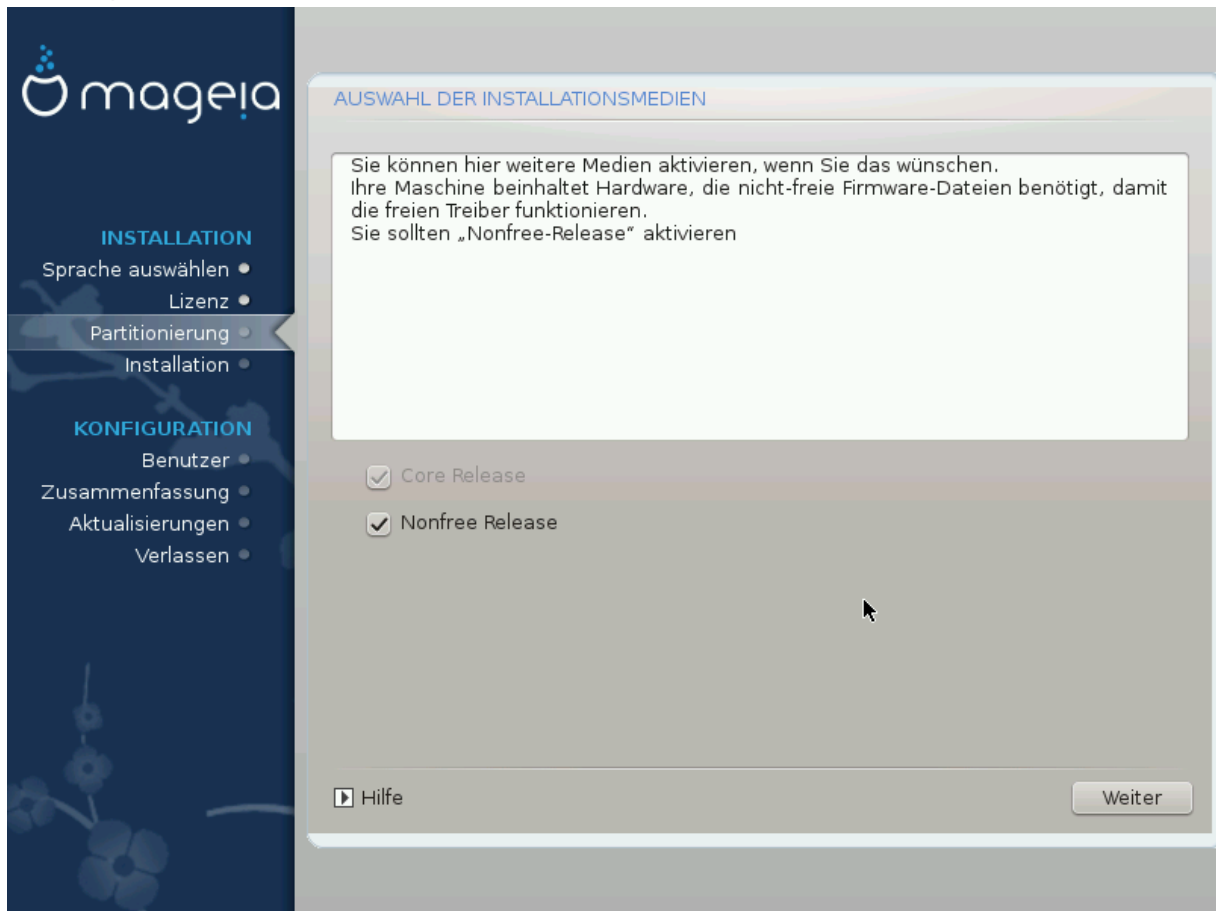 mageia
INSTALLATION
Sprache auswählen
Lizenz
Partitionierung
Installation
KONFIGURATION
Benutzer
Zusammenfassung
Aktualisierungen
Verlassen
AUSWAHL DER INSTALLATIONSMEDIEN
Sie können hier weitere Medien aktivieren, wenn Sie das wünschen.
Ihre Maschine beinhaltet Hardware, die nicht-freie Firmware-Dateien benötigt, damit
die freien Treiber funktionieren.
Sie sollten „Nonfree-Release“ aktivieren
Core Release
Nonfree Release
Hilfe
Weiter